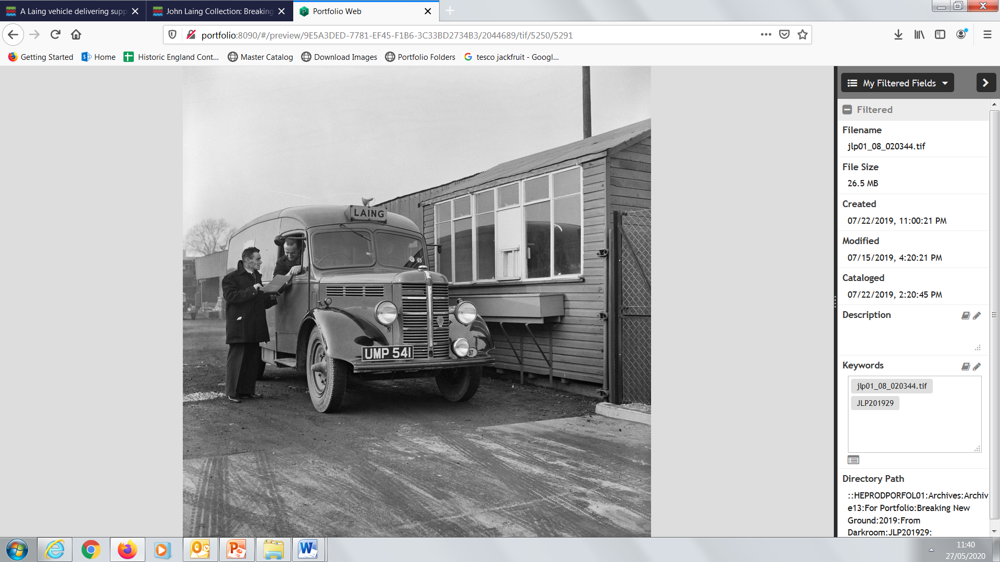 A Laing vehicle delivering supp
John Laing Collection: Breaking
Portfolio Web
portfolio:8090/#/preview/9E5A3DED-7781-EF45-F1B6-3C33BD2734B3/2044689/tif/5250/5291
Getting Started Home Historic England Cont... Master Catalog Download Images Portfolio Folders tesco jackfruit - Googl...
My Filtered Fields
Filtered
Filename
jlp01_08_020344.tif
File Size
26.5 MB
Created
07/22/2019, 11:00:21 PM
Modified
07/15/2019, 4:20:21 PM
Cataloged
07/22/2019, 2:20:45 PM
Description
Keywords
jlp01_08_020344.tif
JLP201929
Directory Path
::HEPRODPORFOL01:Archives:Archiv
e13:For Portfolio:Breaking New
Ground:2019:From
Darkroom:JLP201929:
LAING
UMP 541
57
11:40
27/05/2020